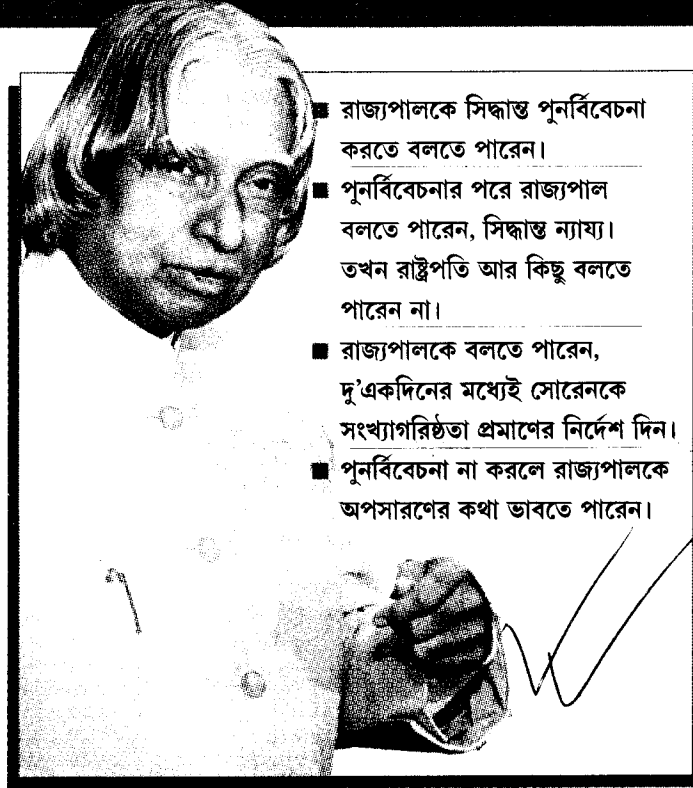 ■ রাজ্যপালকে সিদ্ধান্ত পুনর্বিবেচনা
করতে বলতে পারেন।
■ পুনর্বিবেচনার পরে রাজ্যপাল
বলতে পারেন, সিদ্ধান্ত ন্যায্য।
তখন রাষ্ট্রপতি আর কিছু বলতে
পারেন না।
■ রাজ্যপালকে বলতে পারেন,
দু'একদিনের মধ্যেই সোরেনকে
সংখ্যাগরিষ্ঠতা প্রমাণের নির্দেশ দিন।
■ পুনর্বিবেচনা না করলে রাজ্যপালকে
অপসারণের কথা ভাবতে পারেন।